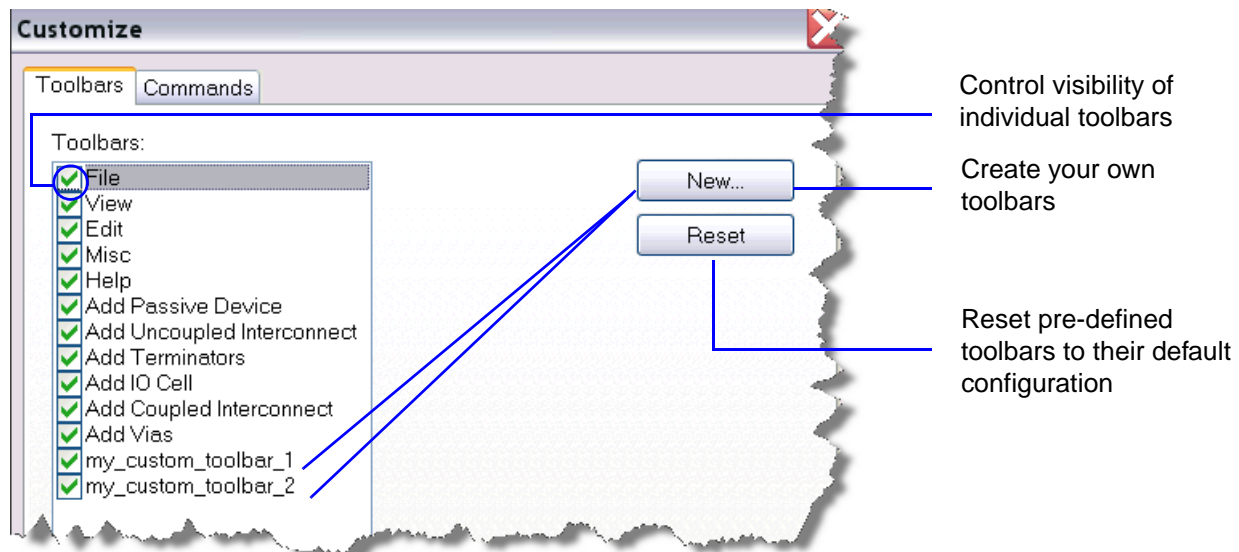 Customize
Toolbars Commands
Toolbars:
File
View
Edit
Misc
Help
Add Passive Device
Add Uncoupled Interconnect
Add Terminators
Add IO Cell
Add Coupled Interconnect
Add Vias
my_custom_toolbar_1
my_custom_toolbar_2
New...
Reset
Control visibility of
individual toolbars
Create your own
toolbars
Reset pre-defined
toolbars to their default
configuration